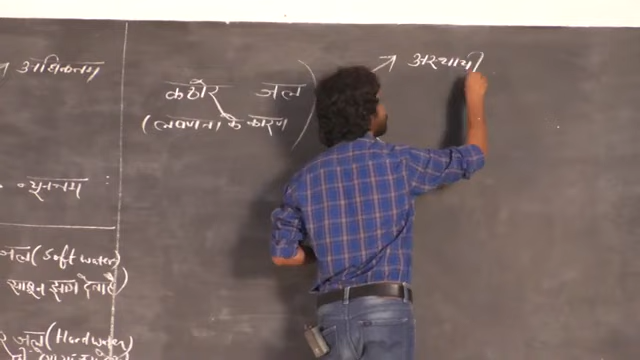 अधिकतम
न्यूनतम :
जल (Soft water)
साबुन झाग देता है)
जल (Hard water)
कठोर जल
(लवणता के कारण)
अस्थायी